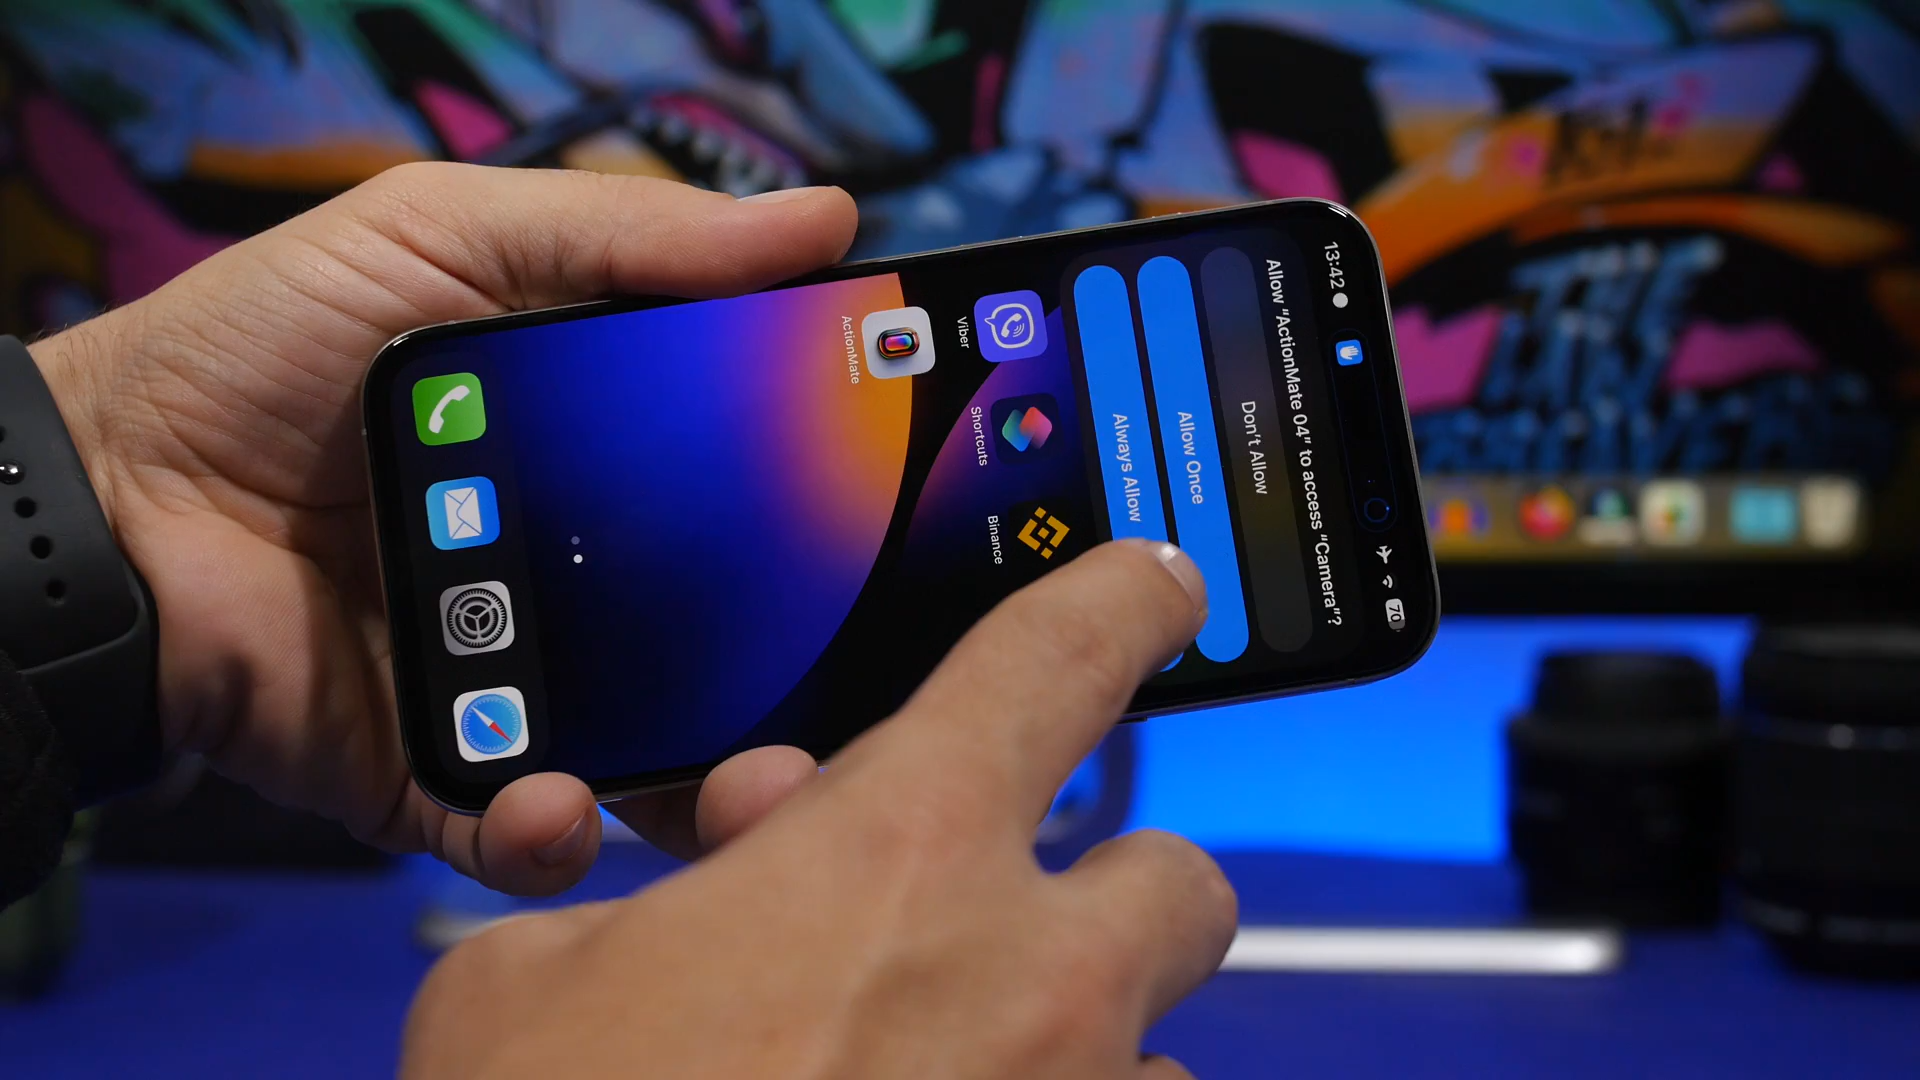 13:42
70
Allow "ActionMate 04" to access "Camera"?
Don't Allow
Allow Once
Always Allow
Viber
Shortcuts
Binance
ActionMate
THE